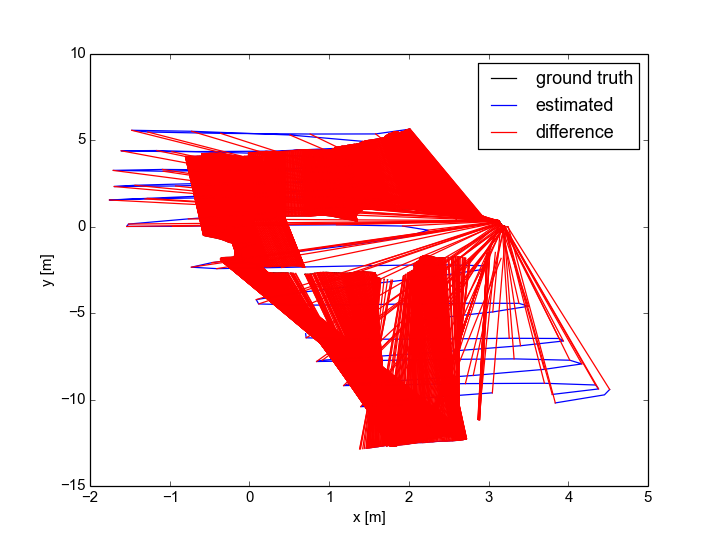 10
5
0
−5
−10
−15
−2
−1
0
1
2
3
4
5
x [m]
y [m]
ground truth
estimated
difference